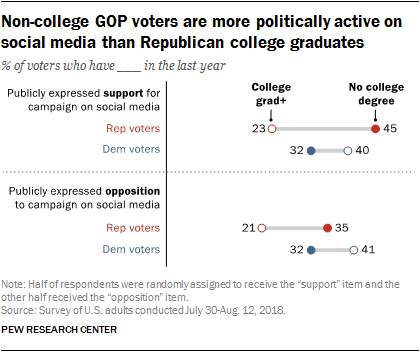 Non-college GOP voters are more politically active on
social media than Republican college graduates
% of voters who have ____ in the last year
College
grad+
No college
degree
Publicly expressed support for
campaign on social media
Rep voters 23 45
Dem voters 32 40
Publicly expressed opposition
to campaign on social media
Rep voters 21 35
Dem voters 32 41
Note: Half of respondents were randomly assigned to receive the “support” item and the
other half received the “opposition” item.
Source: Survey of U.S. adults conducted July 30-Aug. 12, 2018.
PEW RESEARCH CENTER